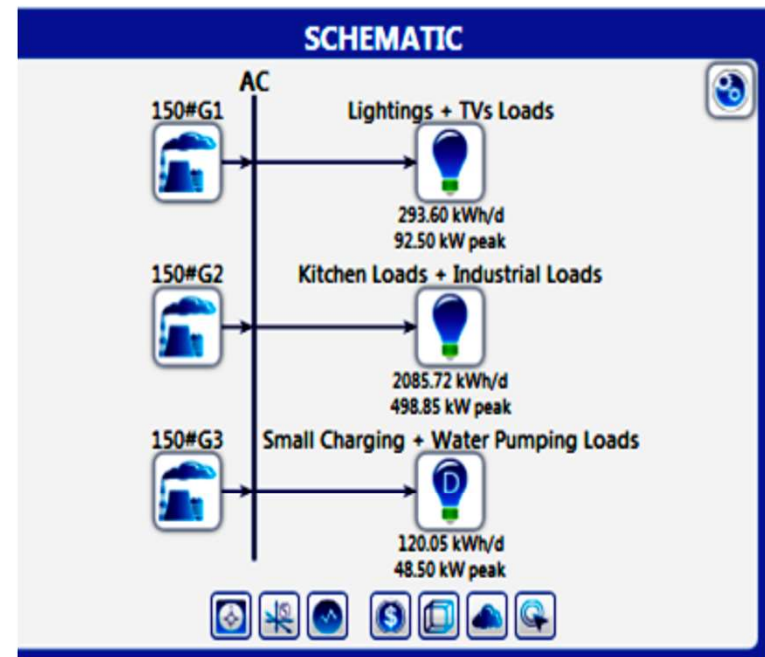 SCHEMATIC
AC
150#G1
Lightings + TVs Loads
293.60 kWh/d
92.50 kW peak
150#G2
Kitchen Loads + Industrial Loads
2085.72 kWh/d
498.85 kW peak
150#G3
Small Charging + Water Pumping Loads
D
120.05 kWh/d
48.50 kW peak
$